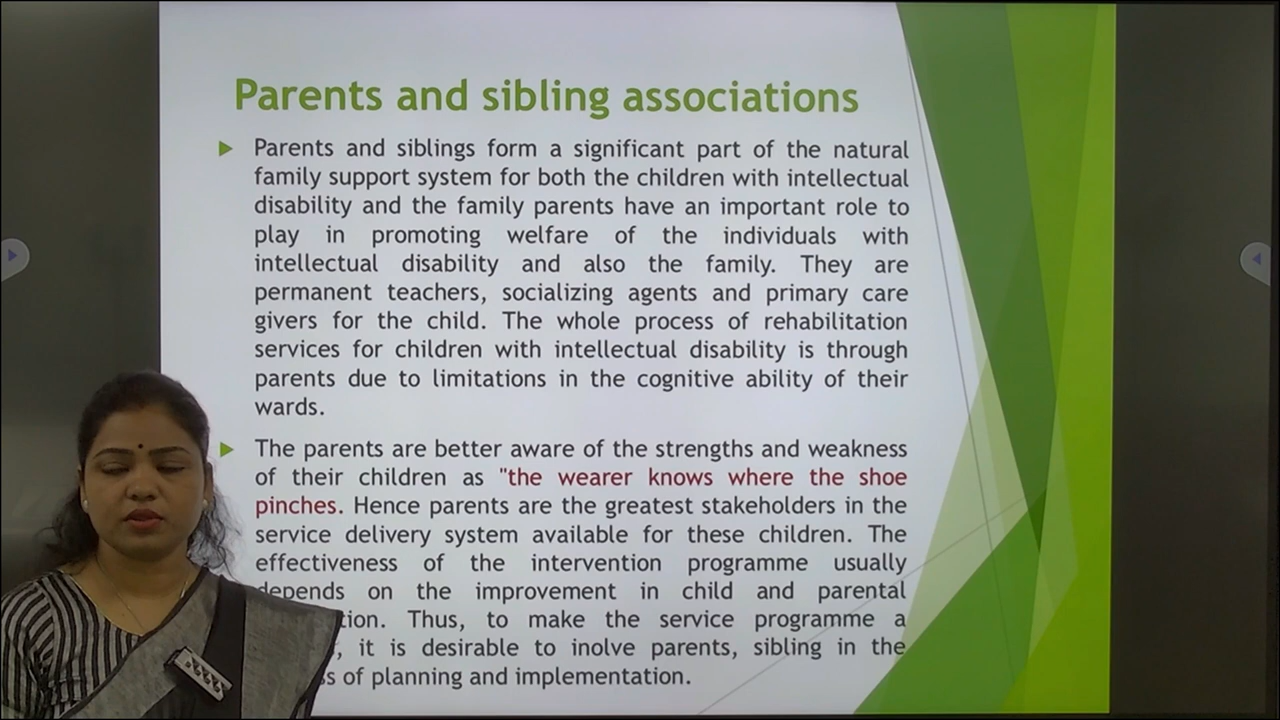 Parents and sibling associations
Parents and siblings form a significant part of the natural
family support system for both the children with intellectual
disability and the family parents have an important role to
play in promoting welfare of the individuals with
intellectual disability and also the family. They are
permanent teachers, socializing agents and primary care
givers for the child. The whole process of rehabilitation
services for children with intellectual disability is through
parents due to limitations in the cognitive ability of their
wards.
The parents are better aware of the strengths and weakness
of their children as "the wearer knows where the shoe
pinches. Hence parents are the greatest stakeholders in the
service delivery system available for these children. The
effectiveness of the intervention programme usually
depends on the improvement in child and parental
Thus, to make the service programme a
it is desirable to inolve parents, sibling in the
of planning and implementation.